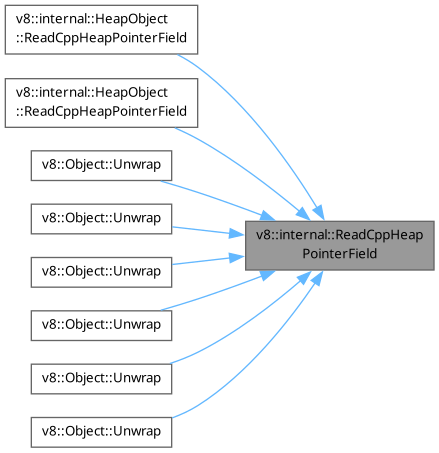 v8::internal::HeapObject
::ReadCppHeapPointerField
v8::internal::HeapObject
::ReadCppHeapPointerField
v8::Object::Unwrap
v8::Object::Unwrap
v8::internal::ReadCppHeap
PointerField
v8::Object::Unwrap
v8::Object::Unwrap
v8::Object::Unwrap
v8::Object::Unwrap